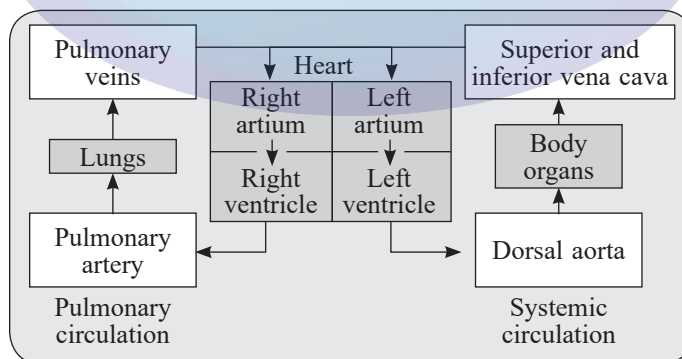 Pulmonary
veins
Heart
Superior and
inferior vena cava
Right
artium
Left
artium
Lungs
Body
organs
Right
ventricle
Left
ventricle
Pulmonary
artery
Dorsal aorta
Pulmonary
circulation
Systemic
circulation